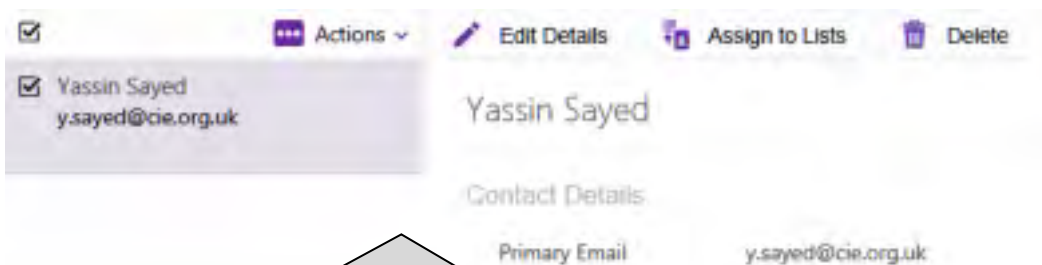 Actions Edit Details Assign to Lists Delete
Yassin Sayed
y.sayed@cie.org.uk
Yassin Sayed
Contact Details
Primary Email y.sayed@cie.org.uk